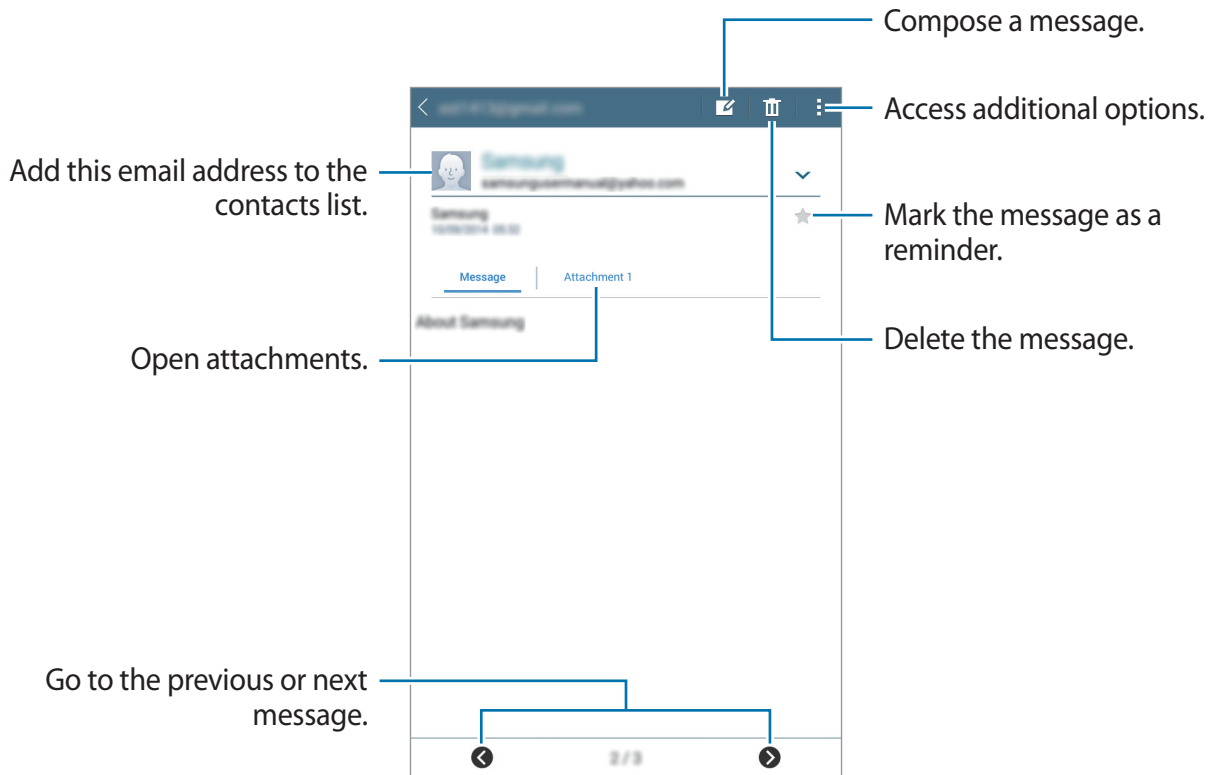 Compose a message.
Access additional options.
Add this email address to the
contacts list.
Samsung
samsungusermanual@yahoo.com
Mark the message as a
reminder.
Samsung
Message
Attachment 1
About Samsung
Open attachments.
Delete the message.
Go to the previous or next
message.
2 / 3